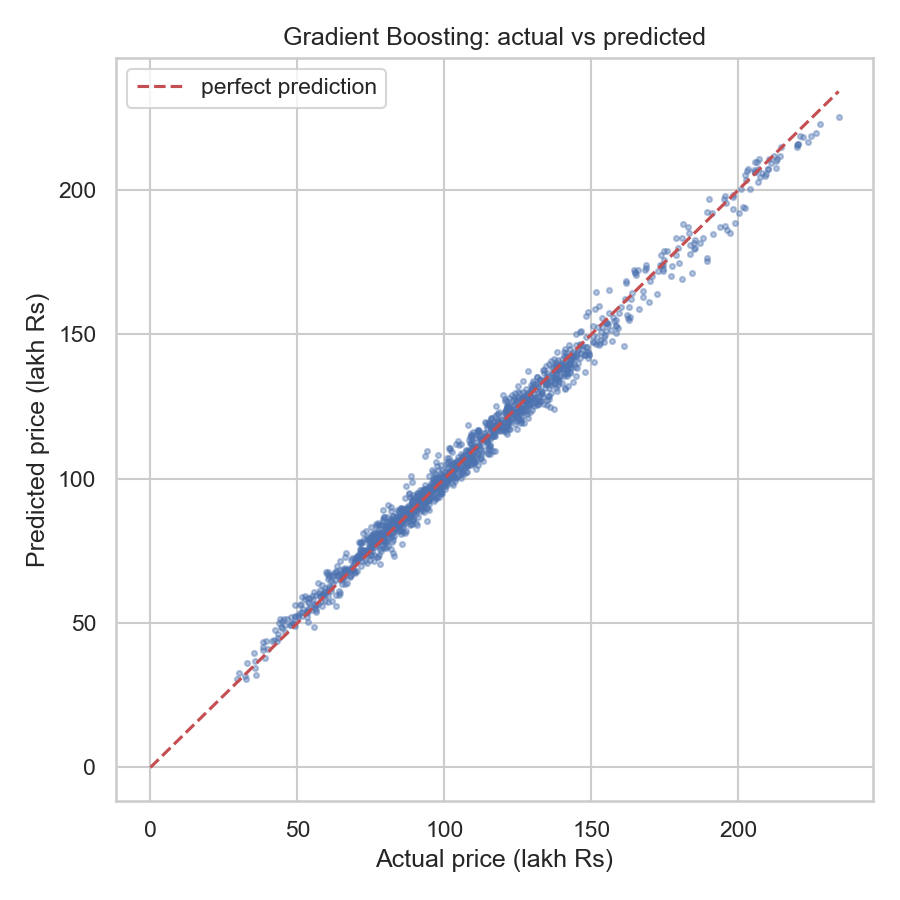 Gradient Boosting: actual vs predicted
perfect prediction
Predicted price (lakh Rs)
200
150
100
50
0
0 50 100 150 200
Actual price (lakh Rs)